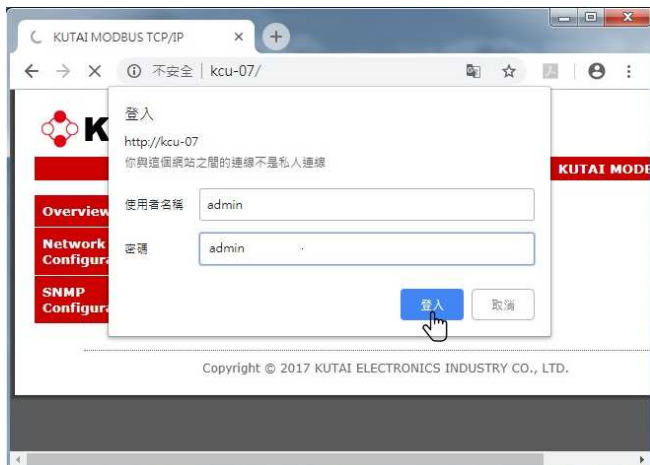 KUTAI MODBUS TCP/IP
不安全 | kcu-07/
K
登入
http://kcu-07
你與這個網站之間的連線不是私人連線
KUTAI MODB
使用者名稱 admin
密碼 admin
登入 取消
Overview
Network
Configura
SNMP
Configura
Copyright © 2017 KUTAI ELECTRONICS INDUSTRY CO., LTD.